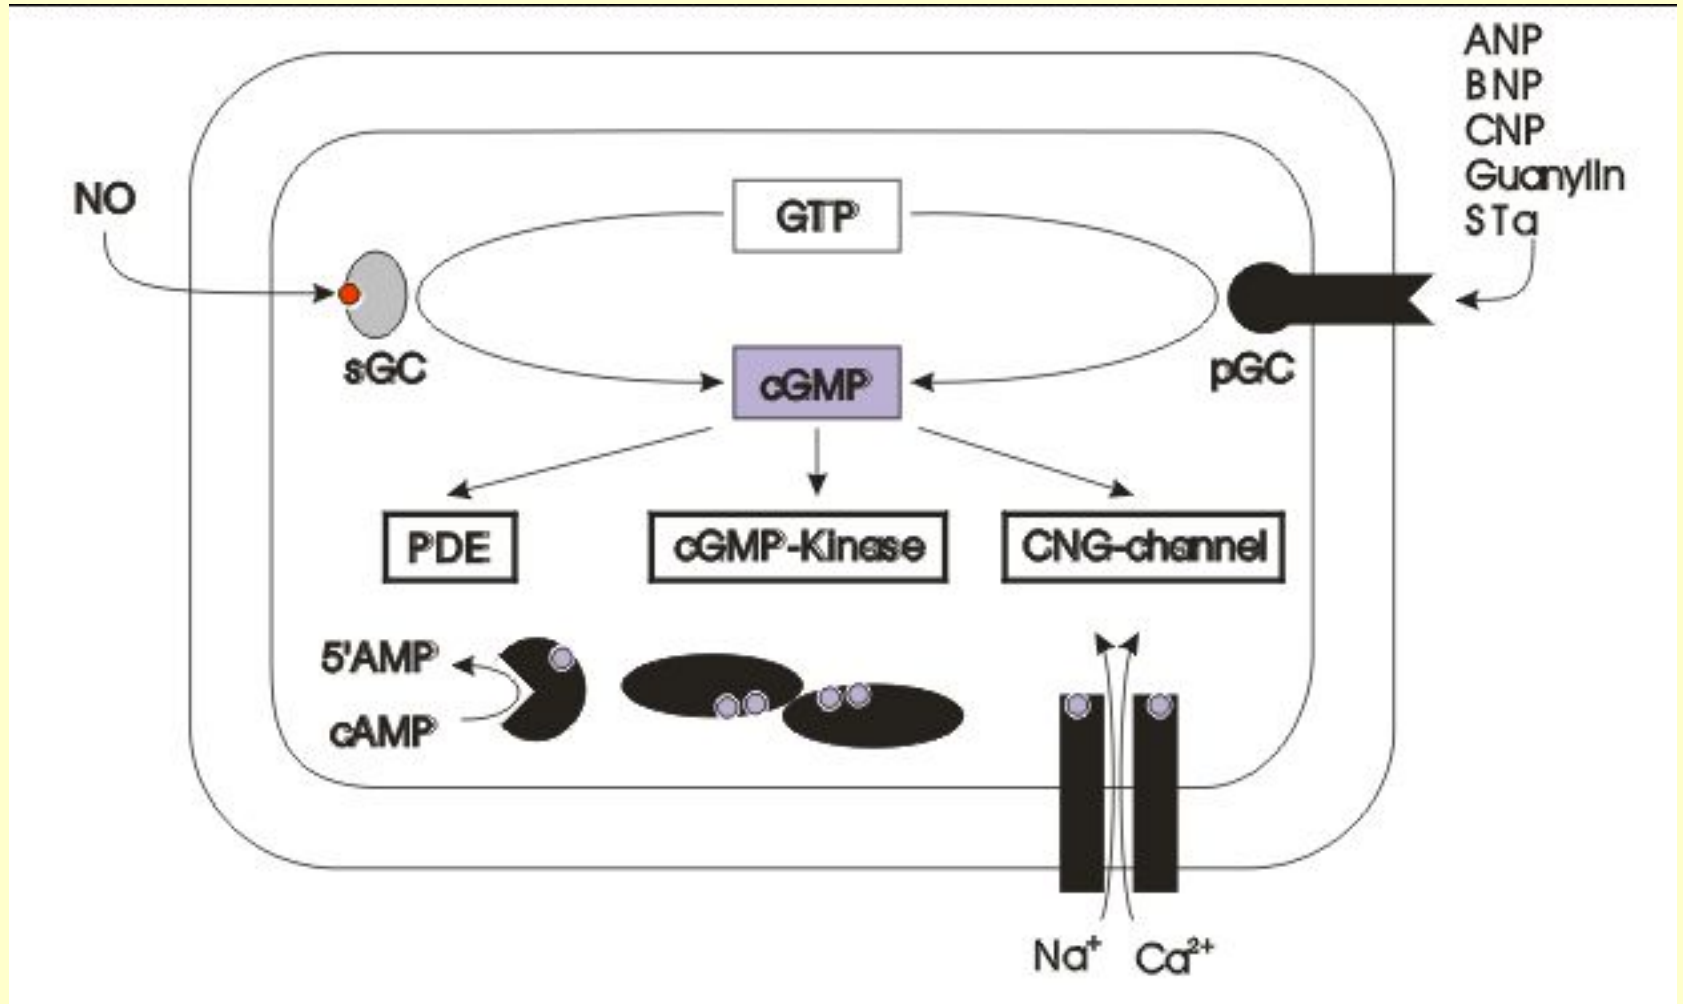 ANP
BNP
CNP
Guanylin
STa
NO
GTP
sGC
pGC
cGMP
PDE
cGMP-Kinase
CNG-channel
5'AMP
cAMP
Na⁺ Ca²⁺